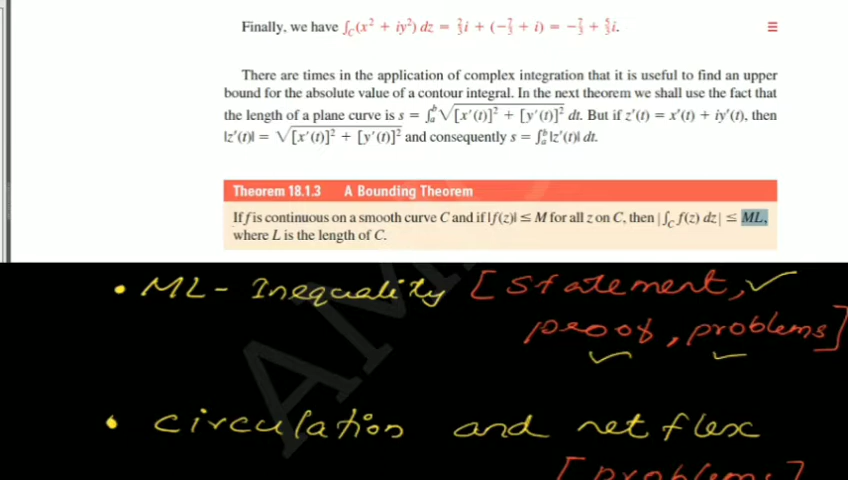 Finally, we have ∫C(x² + iy²) dz = ⅔i + (−⅔ + i) = −⅔ + 5/3i. ≡
There are times in the application of complex integration that it is useful to find an upper
bound for the absolute value of a contour integral. In the next theorem we shall use the fact that
the length of a plane curve is s = ∫ₐᵇ √[x′(t)]² + [y′(t)]² dt. But if z′(t) = x′(t) + iy′(t), then
|z′(t)| = √[x′(t)]² + [y′(t)]² and consequently s = ∫ₐᵇ |z′(t)| dt.
Theorem 18.1.3 A Bounding Theorem
If f is continuous on a smooth curve C and if |f(z)| ≤ M for all z on C, then |∫C f(z) dz| ≤ ML,
where L is the length of C.
• ML- Inequality [Statement,
proof, problems]
• circulation and net flex
[problems]